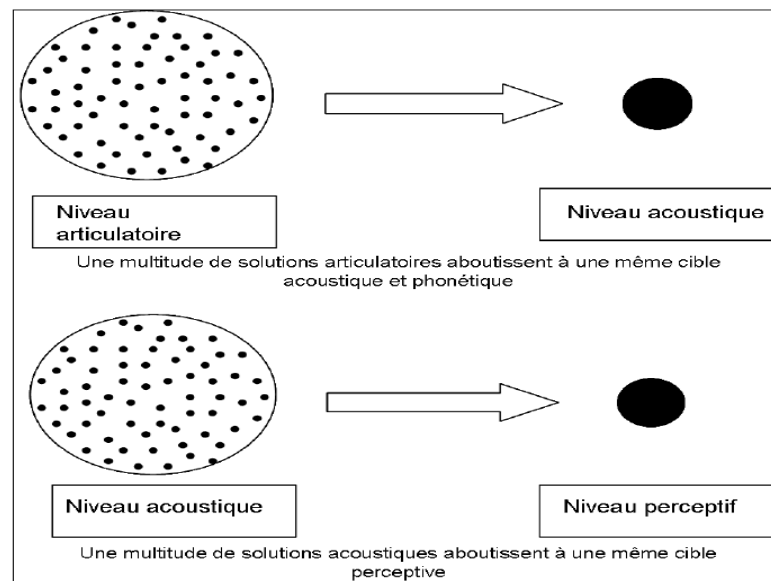 Niveau
articulatoire
Niveau acoustique
Une multitude de solutions articulatoires aboutissent à une même cible
acoustique et phonétique
Niveau acoustique
Niveau perceptif
Une multitude de solutions acoustiques aboutissent à une même cible
perceptive